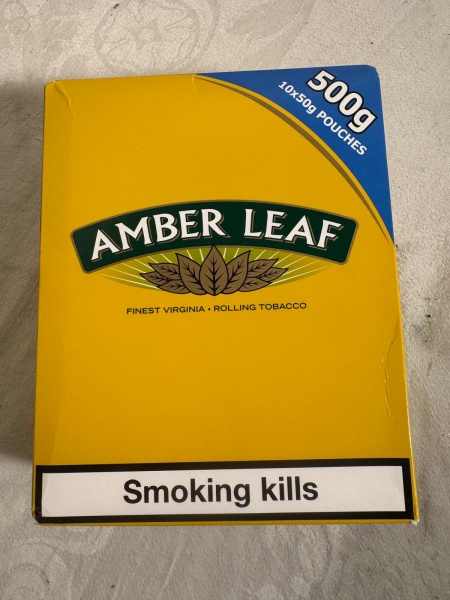 500g
10x50g POUCHES
AMBER LEAF
FINEST VIRGINIA • ROLLING TOBACCO
Smoking kills